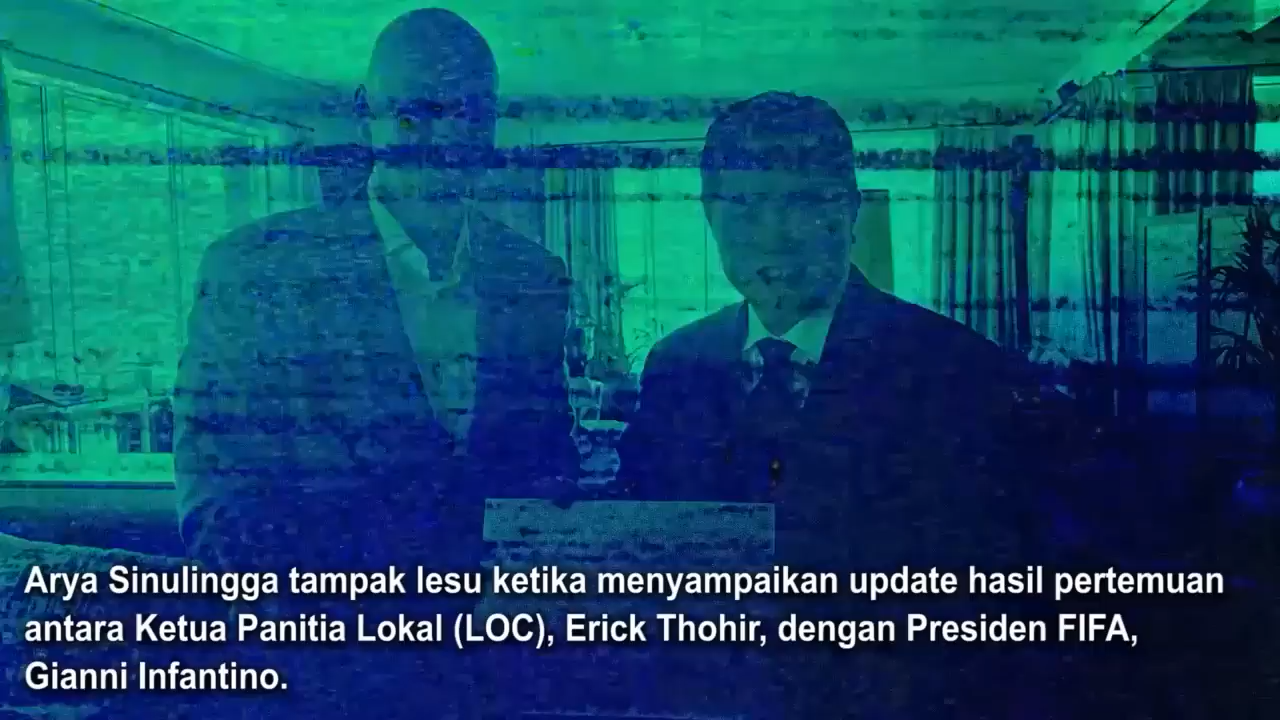 Arya Sinulingga tampak lesu ketika menyampaikan update hasil pertemuan
antara Ketua Panitia Lokal (LOC), Erick Thohir, dengan Presiden FIFA,
Gianni Infantino.